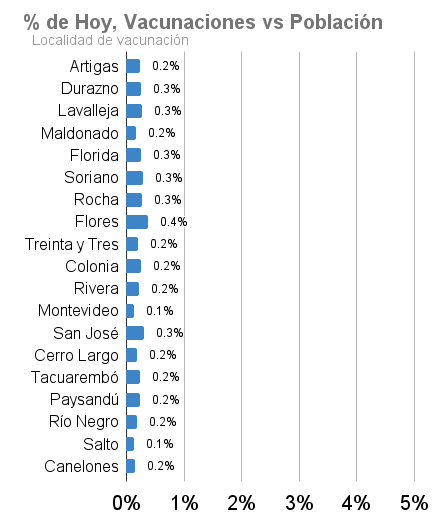 % de Hoy, Vacunaciones vs Población
Localidad de vacunación
Artigas 0.2%
Durazno 0.3%
Lavalleja 0.3%
Maldonado 0.2%
Florida 0.3%
Soriano 0.3%
Rocha 0.3%
Flores 0.4%
Treinta y Tres 0.2%
Colonia 0.2%
Rivera 0.2%
Montevideo 0.1%
San José 0.3%
Cerro Largo 0.2%
Tacuarembó 0.2%
Paysandú 0.2%
Río Negro 0.2%
Salto 0.1%
Canelones 0.2%
0% 1% 2% 3% 4% 5%